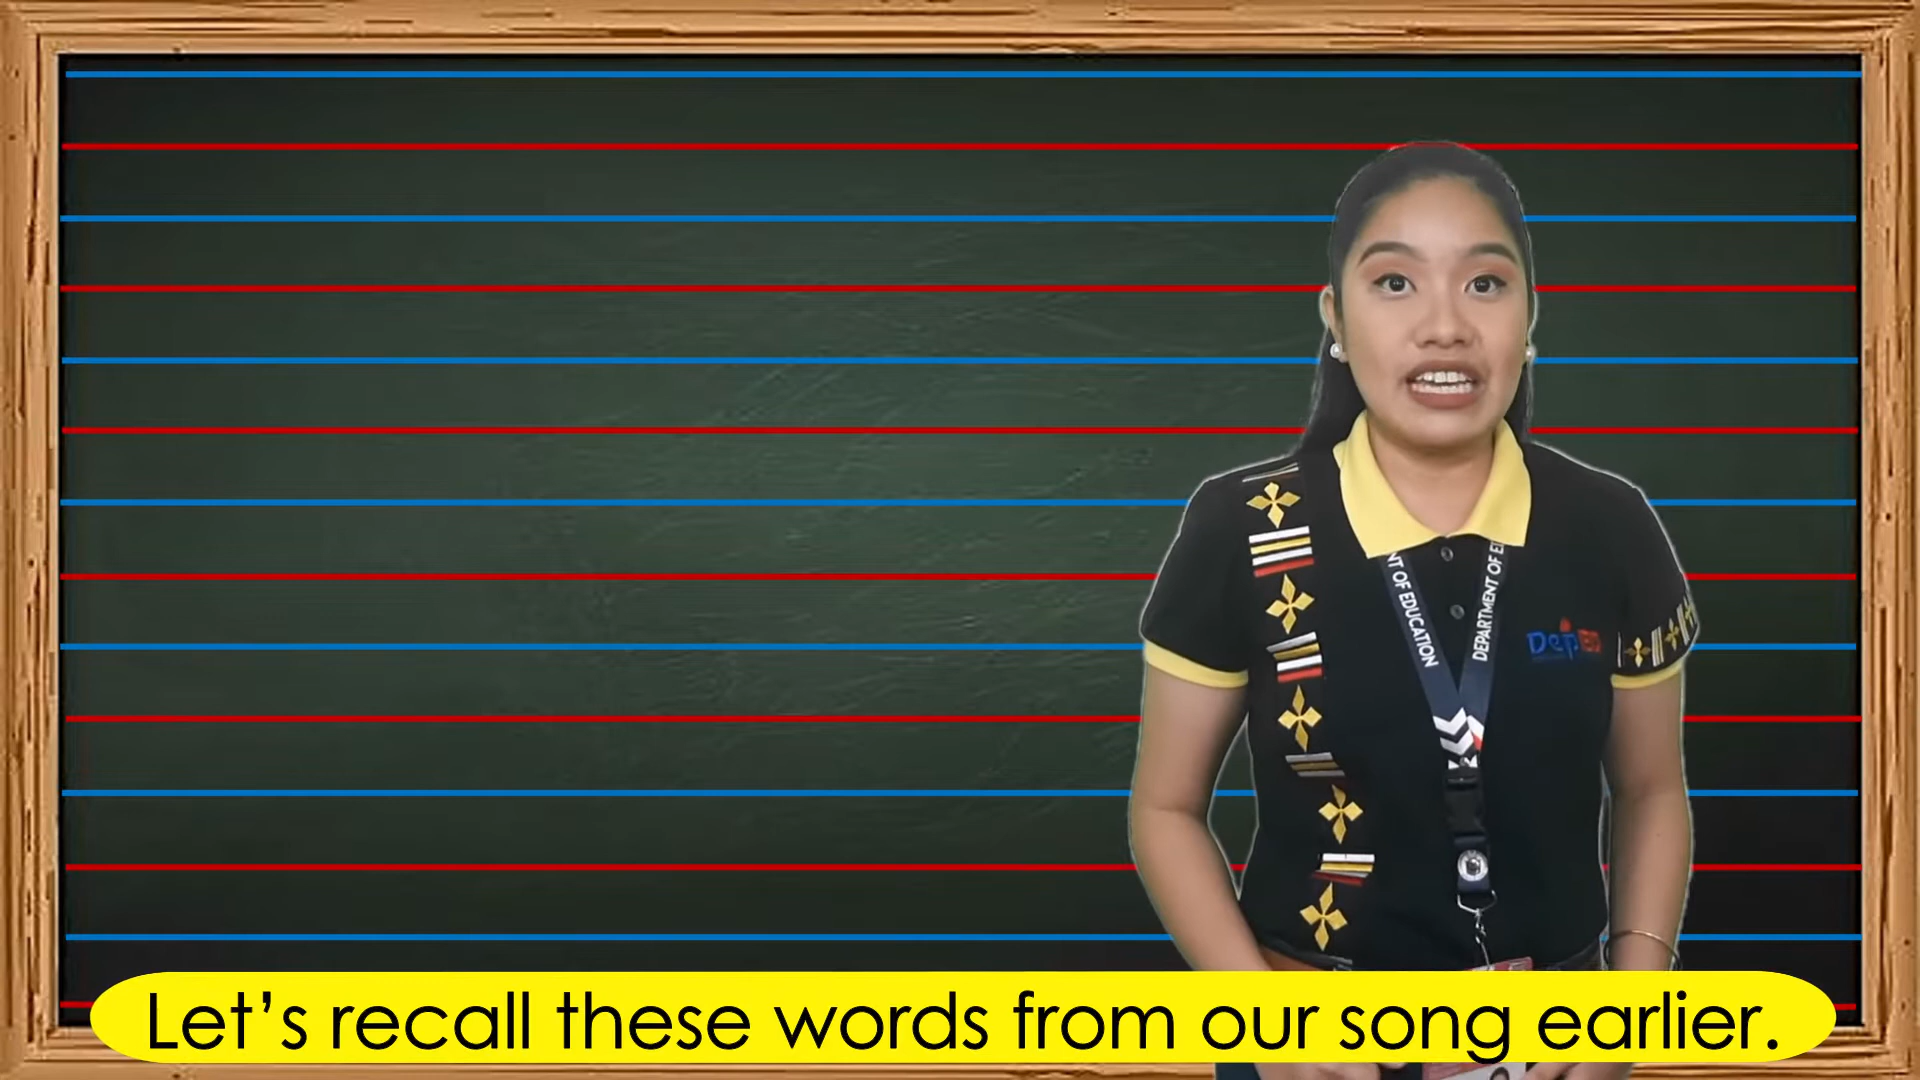 NT OF EDUCATION
DEPARTMENT OF E
DepED
Let's recall these words from our song earlier.